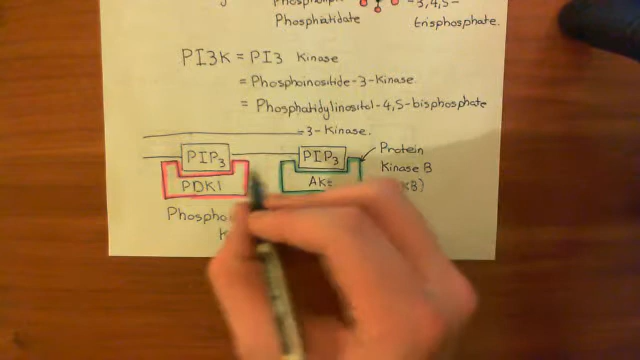 -3,4,5-
Phosphatidate trisphosphate.
PI3K = PI3 Kinase
= Phosphoinositide-3-Kinase.
= Phosphatidylinositol-4,5-bisphosphate
-3-Kinase.
PIP3 PIP3 Protein
PDK1 Akt Kinase B
B)